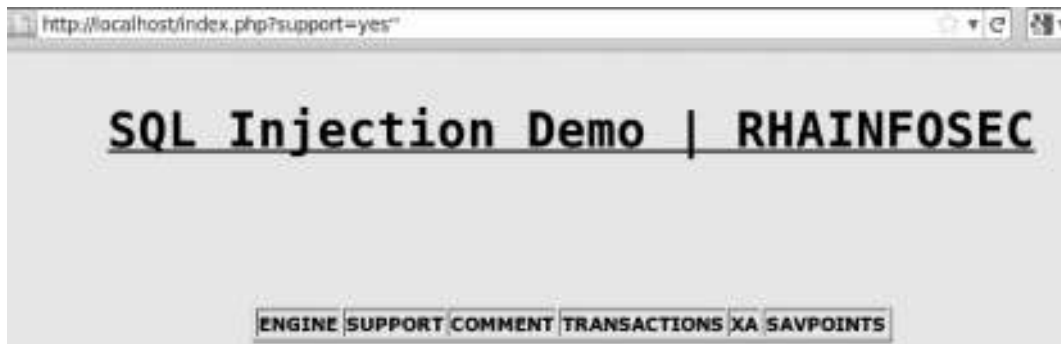 http://localhost/index.php?support=yes''
SQL Injection Demo | RHAINFOSEC
ENGINE SUPPORT COMMENT TRANSACTIONS XA SAVPOINTS